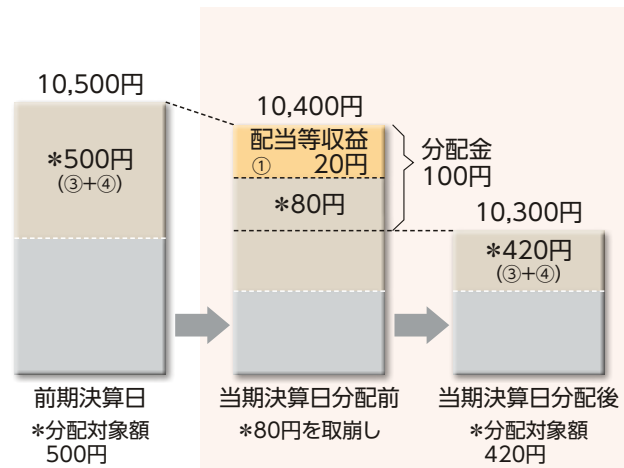 10,500円
*500円
(③+④)
前期決算日
*分配対象額
500円
10,400円
配当等収益
① 20円
*80円
分配金
100円
当期決算日分配前
*80円を取崩し
10,300円
*420円
(③+④)
当期決算日分配後
*分配対象額
420円